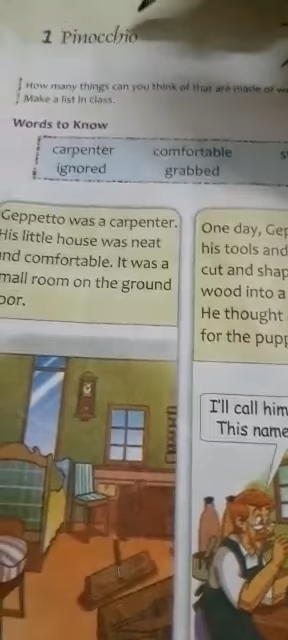 1 Pinocchio
How many things can you think of that are made of
Make a list in class.
Words to Know
carpenter comfortable
ignored grabbed
Geppetto was a carpenter.
His little house was neat
and comfortable. It was a
small room on the ground
oor.
One day, Gep
his tools and
cut and shap
wood into a
He thought
for the pupp
I'll call him
This name